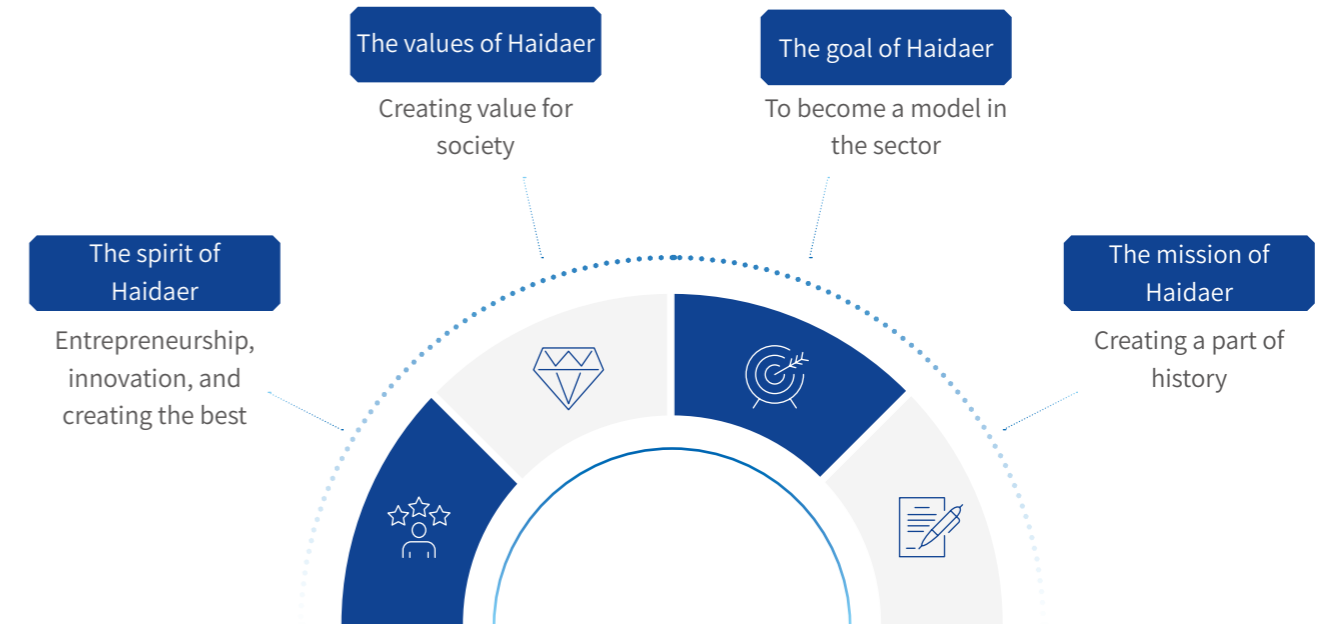 The values of Haidaer
Creating value for
society
The goal of Haidaer
To become a model in
the sector
The spirit of
Haidaer
Entrepreneurship,
innovation, and
creating the best
The mission of
Haidaer
Creating a part of
history